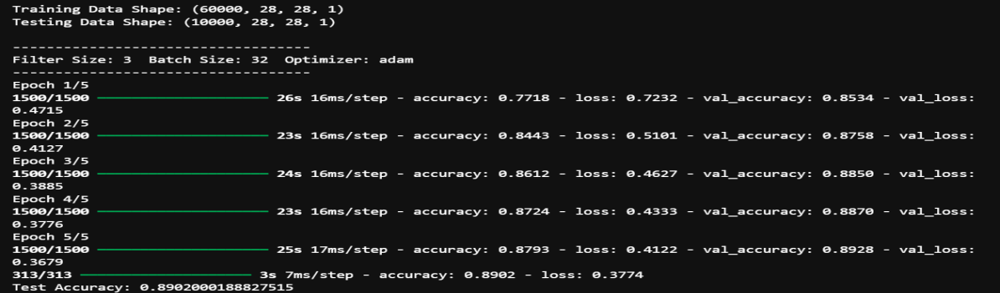 Training Data Shape: (60000, 28, 28, 1)
Testing Data Shape: (10000, 28, 28, 1)
-----------------------------------
Filter Size: 3  Batch Size: 32  Optimizer: adam
-----------------------------------
Epoch 1/5
1500/1500 ━━━━━━━━━━━━━━━━━━━━ 26s 16ms/step - accuracy: 0.7718 - loss: 0.7232 - val_accuracy: 0.8534 - val_loss:
0.4715
Epoch 2/5
1500/1500 ━━━━━━━━━━━━━━━━━━━━ 23s 16ms/step - accuracy: 0.8443 - loss: 0.5101 - val_accuracy: 0.8758 - val_loss:
0.4127
Epoch 3/5
1500/1500 ━━━━━━━━━━━━━━━━━━━━ 24s 16ms/step - accuracy: 0.8612 - loss: 0.4627 - val_accuracy: 0.8850 - val_loss:
0.3885
Epoch 4/5
1500/1500 ━━━━━━━━━━━━━━━━━━━━ 23s 16ms/step - accuracy: 0.8724 - loss: 0.4333 - val_accuracy: 0.8870 - val_loss:
0.3776
Epoch 5/5
1500/1500 ━━━━━━━━━━━━━━━━━━━━ 25s 17ms/step - accuracy: 0.8793 - loss: 0.4122 - val_accuracy: 0.8928 - val_loss:
0.3679
313/313 ━━━━━━━━━━━━━━━━━━━━ 3s 7ms/step - accuracy: 0.8902 - loss: 0.3774
Test Accuracy: 0.8902000188827515